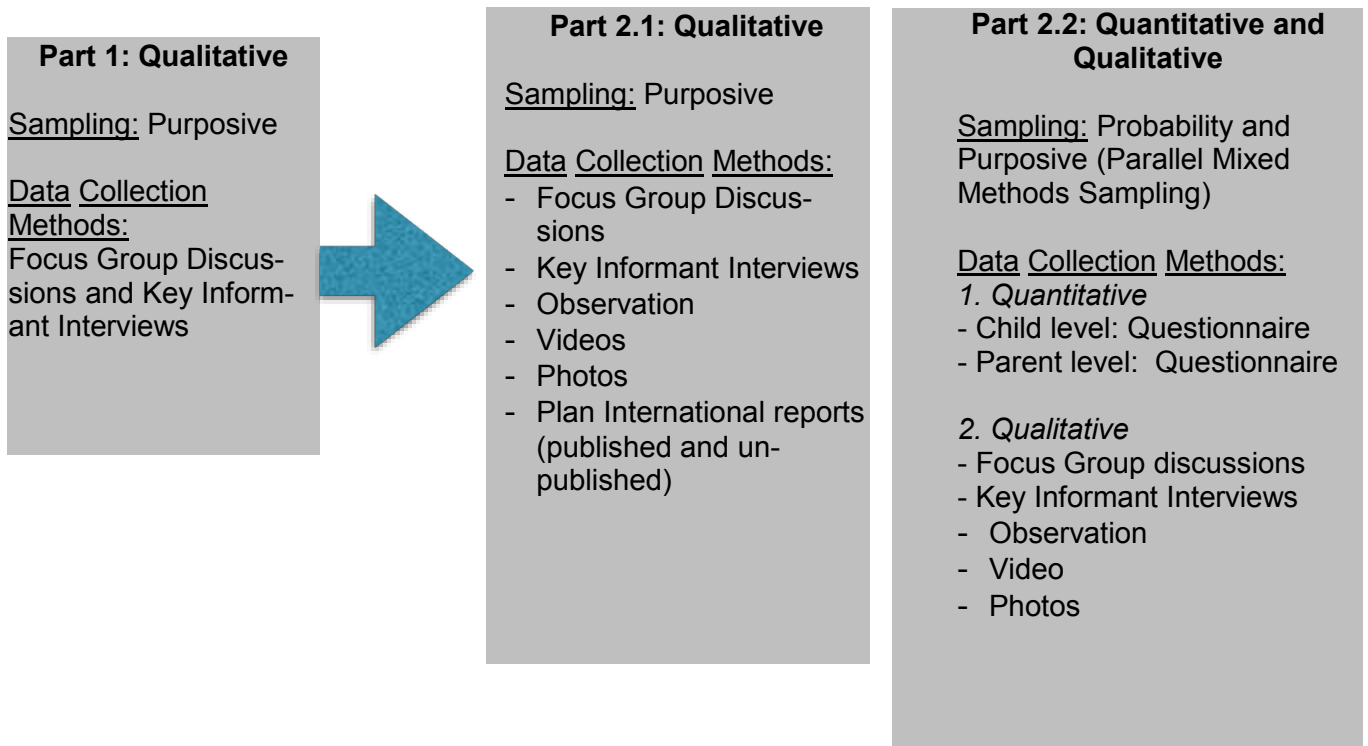 Part 1: Qualitative
Sampling: Purposive
Data Collection
Methods:
Focus Group Discus-
sions and Key Inform-
ant Interviews
Part 2.1: Qualitative
Sampling: Purposive
Data Collection Methods:
- Focus Group Discus-
sions
- Key Informant Interviews
- Observation
- Videos
- Photos
- Plan International reports
(published and un-
published)
Part 2.2: Quantitative and
Qualitative
Sampling: Probability and
Purposive (Parallel Mixed
Methods Sampling)
Data Collection Methods:
1. Quantitative
- Child level: Questionnaire
- Parent level: Questionnaire
2. Qualitative
- Focus Group discussions
- Key Informant Interviews
- Observation
- Video
- Photos